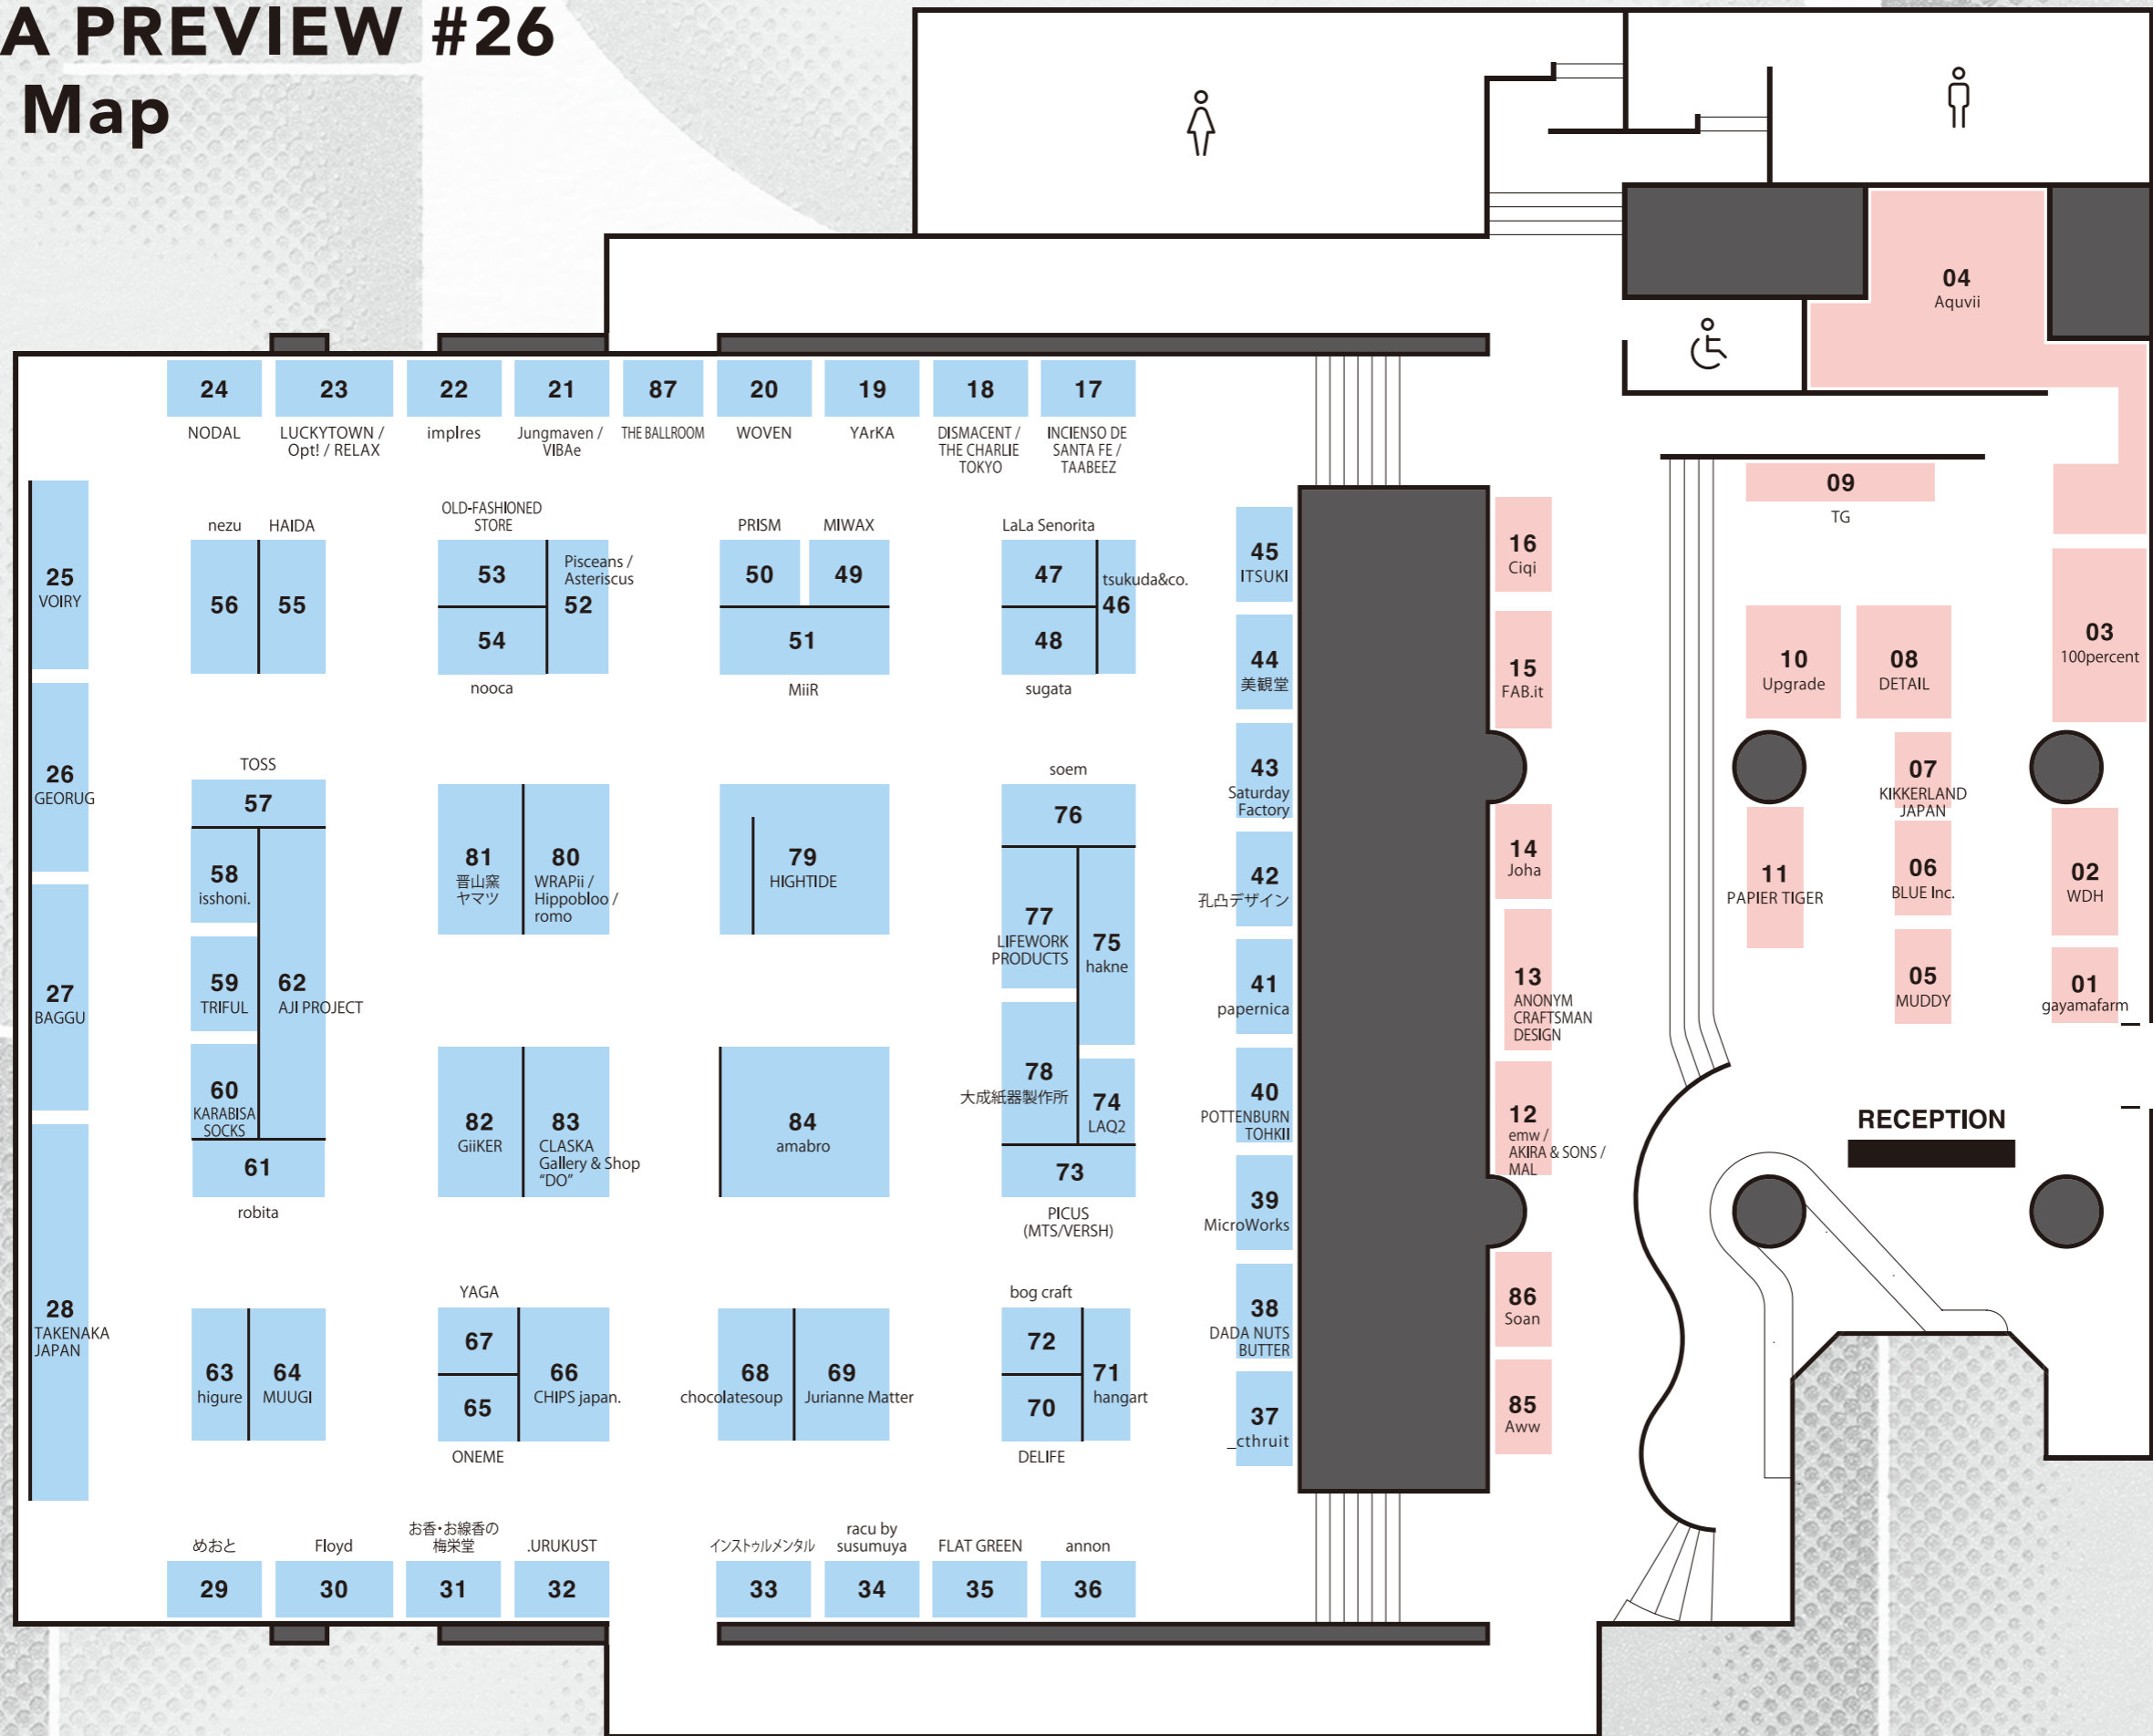 A PREVIEW #26
Map
04
Aquvii
24
NODAL
23
LUCKYTOWN /
Opt! / RELAX
22
implres
21
Jungmaven /
VIBAe
87
THE BALLROOM
20
WOVEN
19
YArKA
18
DISMACENT /
THE CHARLIE
TOKYO
17
INCIENSO DE
SANTA FE /
TAABEEZ
09
TG
25
VOIRY
26
GEORUG
27
BAGGU
28
TAKENAKA
JAPAN
nezu
56
HAIDA
55
OLD-FASHIONED
STORE
53
Pisceans /
Asteriscus
52
54
nooca
PRISM
50
MIWAX
49
51
MiiR
LaLa Senorita
47
tsukuda&co.
46
48
sugata
45
ITSUKI
44
美観堂
43
Saturday
Factory
42
孔凸デザイン
41
papernica
40
POTTENBURN
TOHKII
39
MicroWorks
38
DADA NUTS
BUTTER
37
_cthruit
16
Ciqi
15
FAB.it
14
Joha
13
ANONYM
CRAFTSMAN
DESIGN
12
emw /
AKIRA & SONS /
MAL
86
Soan
85
Aww
10
Upgrade
08
DETAIL
03
100percent
07
KIKKERLAND
JAPAN
11
PAPIER TIGER
06
BLUE Inc.
02
WDH
05
MUDDY
01
gayamafarm
RECEPTION
TOSS
57
58
isshoni.
59
TRIFUL
62
AJI PROJECT
60
KARABISA
SOCKS
61
robita
81
晋山窯
ヤマツ
80
WRAPii /
Hippobloo /
romo
79
HIGHTIDE
soem
76
77
LIFEWORK
PRODUCTS
75
hakne
78
大成紙器製作所
74
LAQ2
73
PICUS
(MTS/VERSH)
82
GiiKER
83
CLASKA
Gallery & Shop
“DO”
84
amabro
63
higure
64
MUUGI
YAGA
67
66
CHIPS japan.
65
ONEME
68
chocolatesoup
69
Jurianne Matter
bog craft
72
71
hangart
70
DELIFE
めおと
29
Floyd
30
お香・お線香の
梅栄堂
31
.URUKUST
32
インストゥルメンタル
33
racu by
susumuya
34
FLAT GREEN
35
annon
36